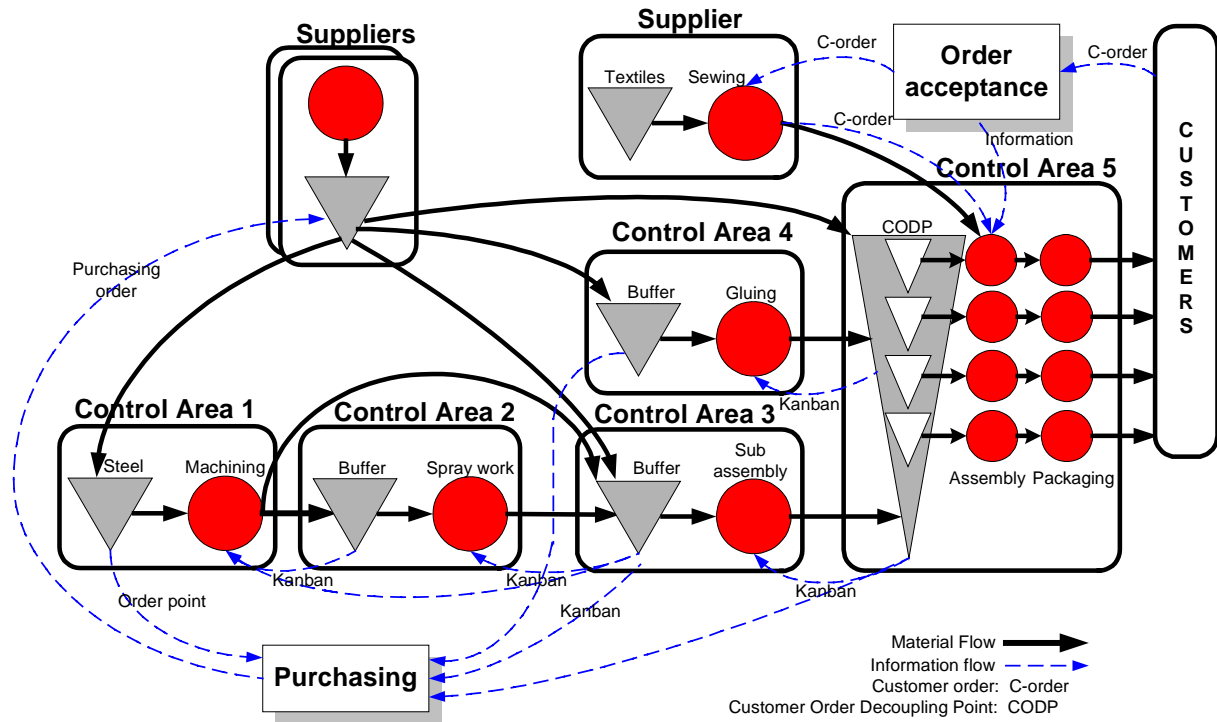 Suppliers
Supplier
Textiles
Sewing
C-order
Order
acceptance
C-order
C-order
Information
CUSTOMERS
Control Area 5
CODP
Purchasing
order
Control Area 4
Buffer
Gluing
Kanban
Control Area 1
Steel
Machining
Control Area 2
Buffer
Spray work
Control Area 3
Buffer
Sub
assembly
Assembly
Packaging
Kanban
Kanban
Kanban
Order point
Kanban
Purchasing
Material Flow
Information flow
Customer order: C-order
Customer Order Decoupling Point: CODP